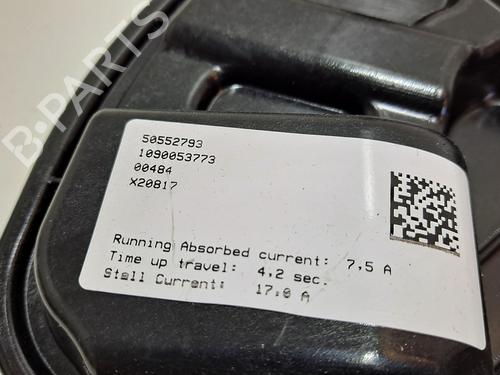 B-PARTS
50552793
1090053773
00484
X20817
Running Absorbed current: 7,5 A
Time up travel: 4,2 sec.
Stall Current: 17,0 A